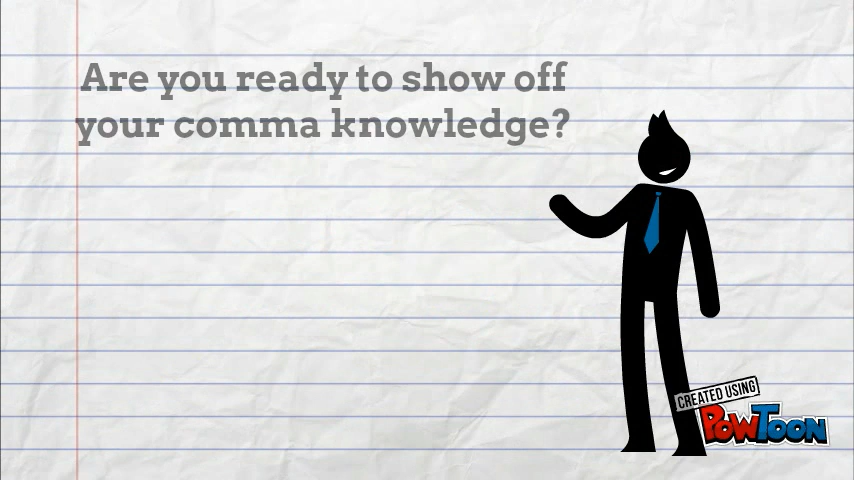 Are you ready to show off
your comma knowledge?
CREATED USING
PowToon